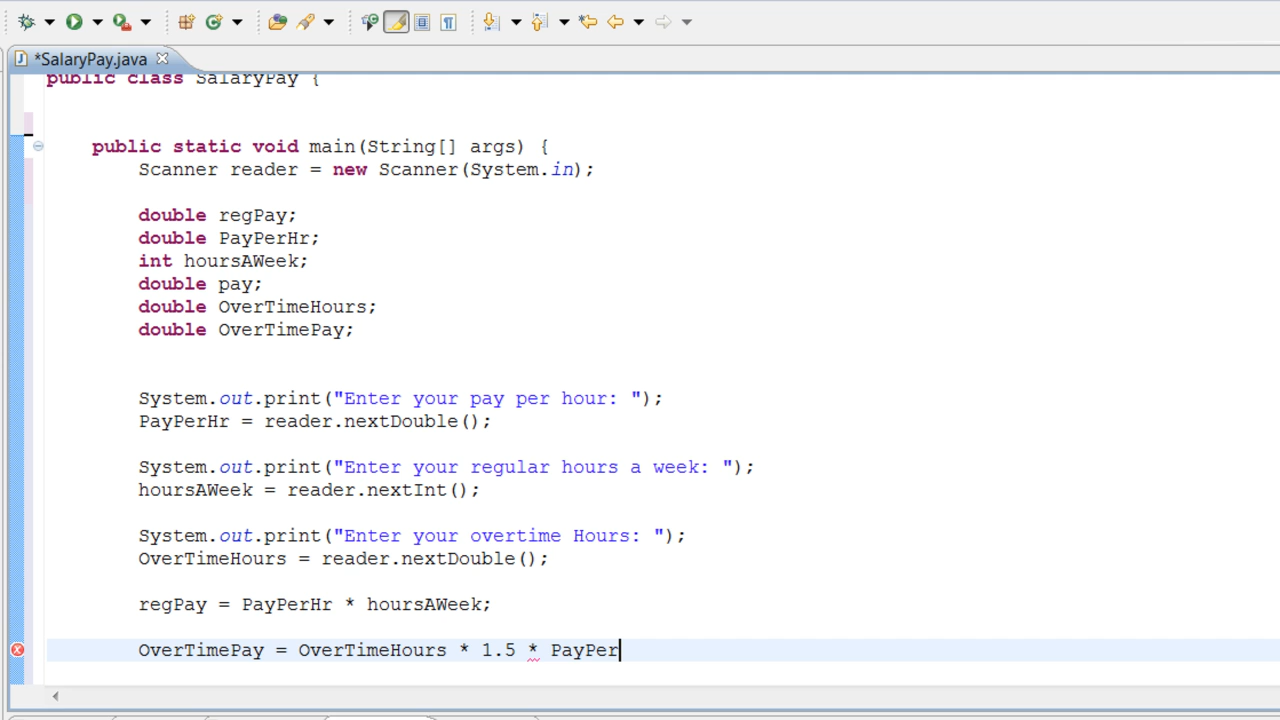 *SalaryPay.java
public class SalaryPay {
public static void main(String[] args) {
Scanner reader = new Scanner(System.in);
double regPay;
double PayPerHr;
int hoursAWeek;
double pay;
double OverTimeHours;
double OverTimePay;
System.out.print("Enter your pay per hour: ");
PayPerHr = reader.nextDouble();
System.out.print("Enter your regular hours a week: ");
hoursAWeek = reader.nextInt();
System.out.print("Enter your overtime Hours: ");
OverTimeHours = reader.nextDouble();
regPay = PayPerHr * hoursAWeek;
OverTimePay = OverTimeHours * 1.5 * PayPer